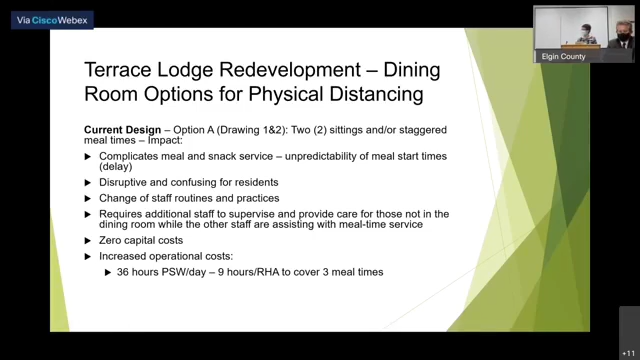 Via Cisco Webex
Elgin County
Terrace Lodge Redevelopment – Dining
Room Options for Physical Distancing
Current Design – Option A (Drawing 1&2): Two (2) sittings and/or staggered
meal times – Impact:
Complicates meal and snack service – unpredictability of meal start times
(delay)
Disruptive and confusing for residents
Change of staff routines and practices
Requires additional staff to supervise and provide care for those not in the
dining room while the other staff are assisting with meal-time service
Zero capital costs
Increased operational costs:
36 hours PSW/day – 9 hours/RHA to cover 3 meal times
+11